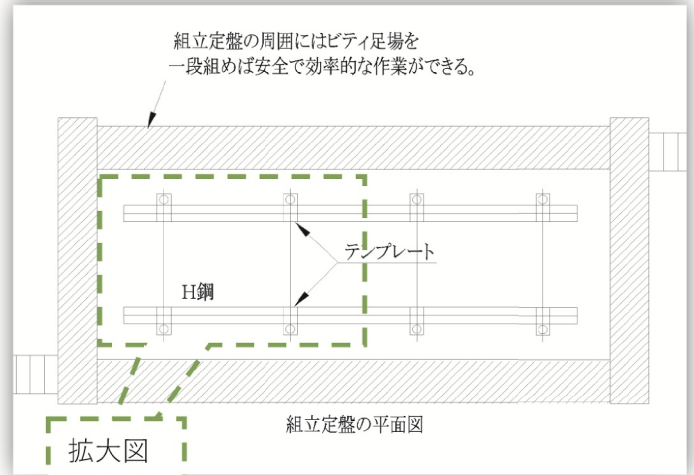 組立定盤の周囲にはビティ足場を
一段組めば安全で効率的な作業ができる。
テンプレート
H鋼
組立定盤の平面図
拡大図